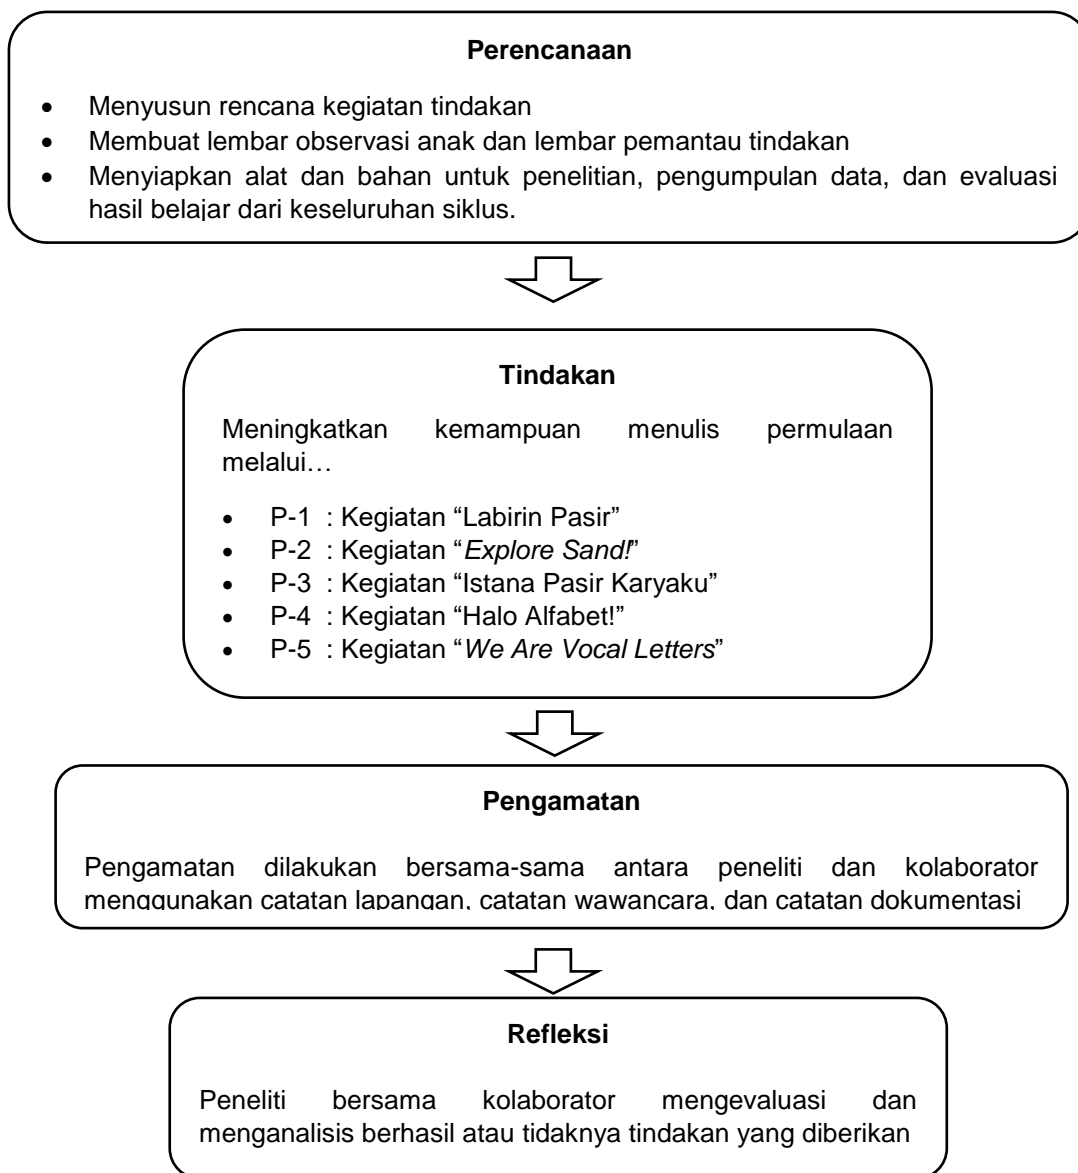 Perencanaan
• Menyusun rencana kegiatan tindakan
• Membuat lembar observasi anak dan lembar pemantau tindakan
• Menyiapkan alat dan bahan untuk penelitian, pengumpulan data, dan evaluasi
hasil belajar dari keseluruhan siklus.
Tindakan
Meningkatkan kemampuan menulis permulaan
melalui…
• P-1 : Kegiatan “Labirin Pasir”
• P-2 : Kegiatan “Explore Sand!”
• P-3 : Kegiatan “Istana Pasir Karyaku”
• P-4 : Kegiatan “Halo Alfabet!”
• P-5 : Kegiatan “We Are Vocal Letters”
Pengamatan
Pengamatan dilakukan bersama-sama antara peneliti dan kolaborator
menggunakan catatan lapangan, catatan wawancara, dan catatan dokumentasi
Refleksi
Peneliti bersama kolaborator mengevaluasi dan
menganalisis berhasil atau tidaknya tindakan yang diberikan